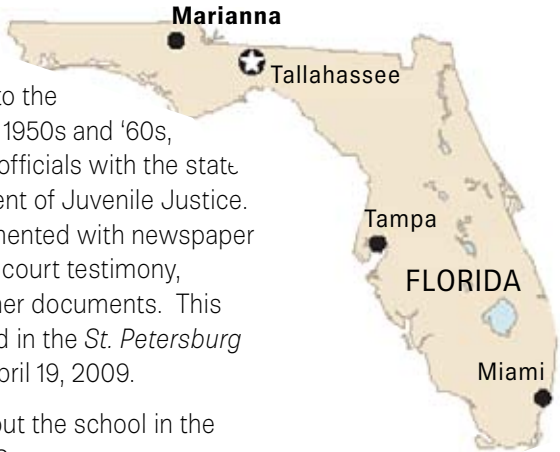 Marianna
Tallahassee
to the
1950s and ‘60s,
officials with the state
ent of Juvenile Justice.
mented with newspaper
court testimony,
her documents. This
d in the St. Petersburg
pril 19, 2009.
out the school in the
Tampa
FLORIDA
Miami